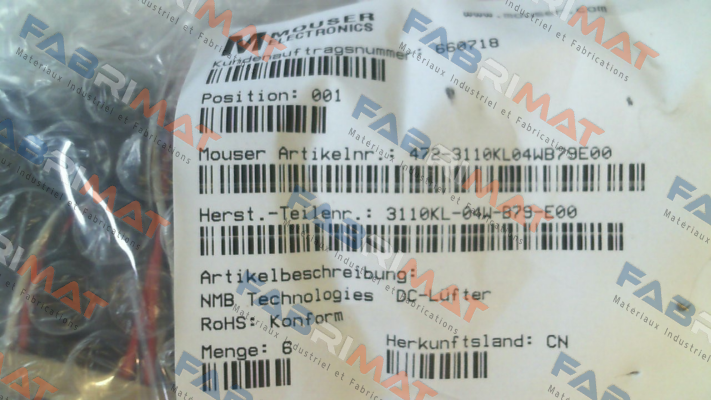 MOUSER
ELECTRONICS
Kundenauftragsnummer: 660718
Position: 001
Mouser Artikelnr.: 472-3110KL04WB79E00
Herst.-Teilenr.: 3110KL-04W-B79-E00
Artikelbeschreibung:
NMB Technologies DC-Lüfter
RoHS: Konform
Menge: 6
Herkunftsland: CN
FABRIMAT
Matériaux Industriel et Fabrications